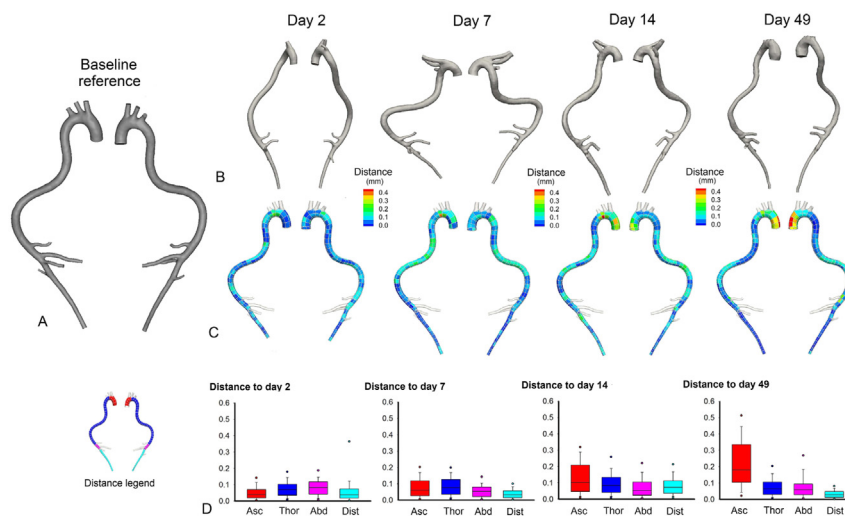 Day 2
Day 7
Day 14
Day 49
Baseline
reference
A
B
Distance
(mm)
0.4
0.3
0.2
0.1
0.0
Distance
(mm)
0.4
0.3
0.2
0.1
0.0
Distance
(mm)
0.4
0.3
0.2
0.1
0.0
C
Distance to day 2
Distance to day 7
Distance to day 14
Distance to day 49
0.6
0.5
0.4
0.3
0.2
0.1
0
0.6
0.5
0.4
0.3
0.2
0.1
0
0.6
0.5
0.4
0.3
0.2
0.1
0
0.6
0.5
0.4
0.3
0.2
0.1
0
Distance legend
D
Asc Thor Abd Dist
Asc Thor Abd Dist
Asc Thor Abd Dist
Asc Thor Abd Dist